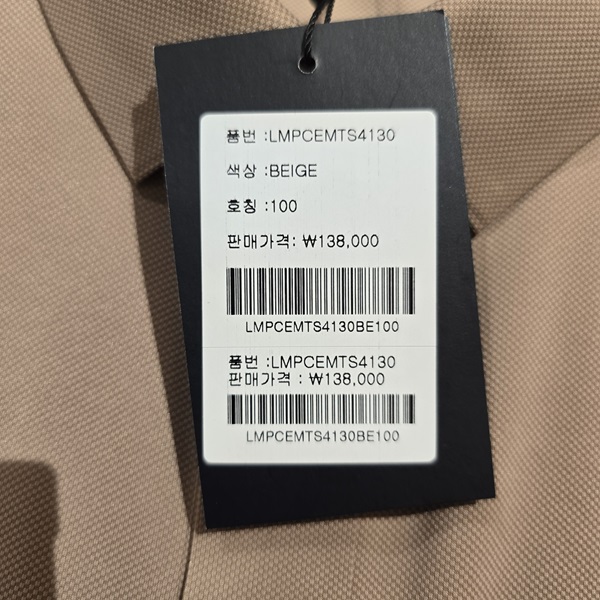 품번 :LMPCEMTS4130
색상 :BEIGE
호칭 :100
판매가격: ₩138,000
LMPCEMTS4130BE100
품번 :LMPCEMTS4130
판매가격 : ₩138,000
LMPCEMTS4130BE100